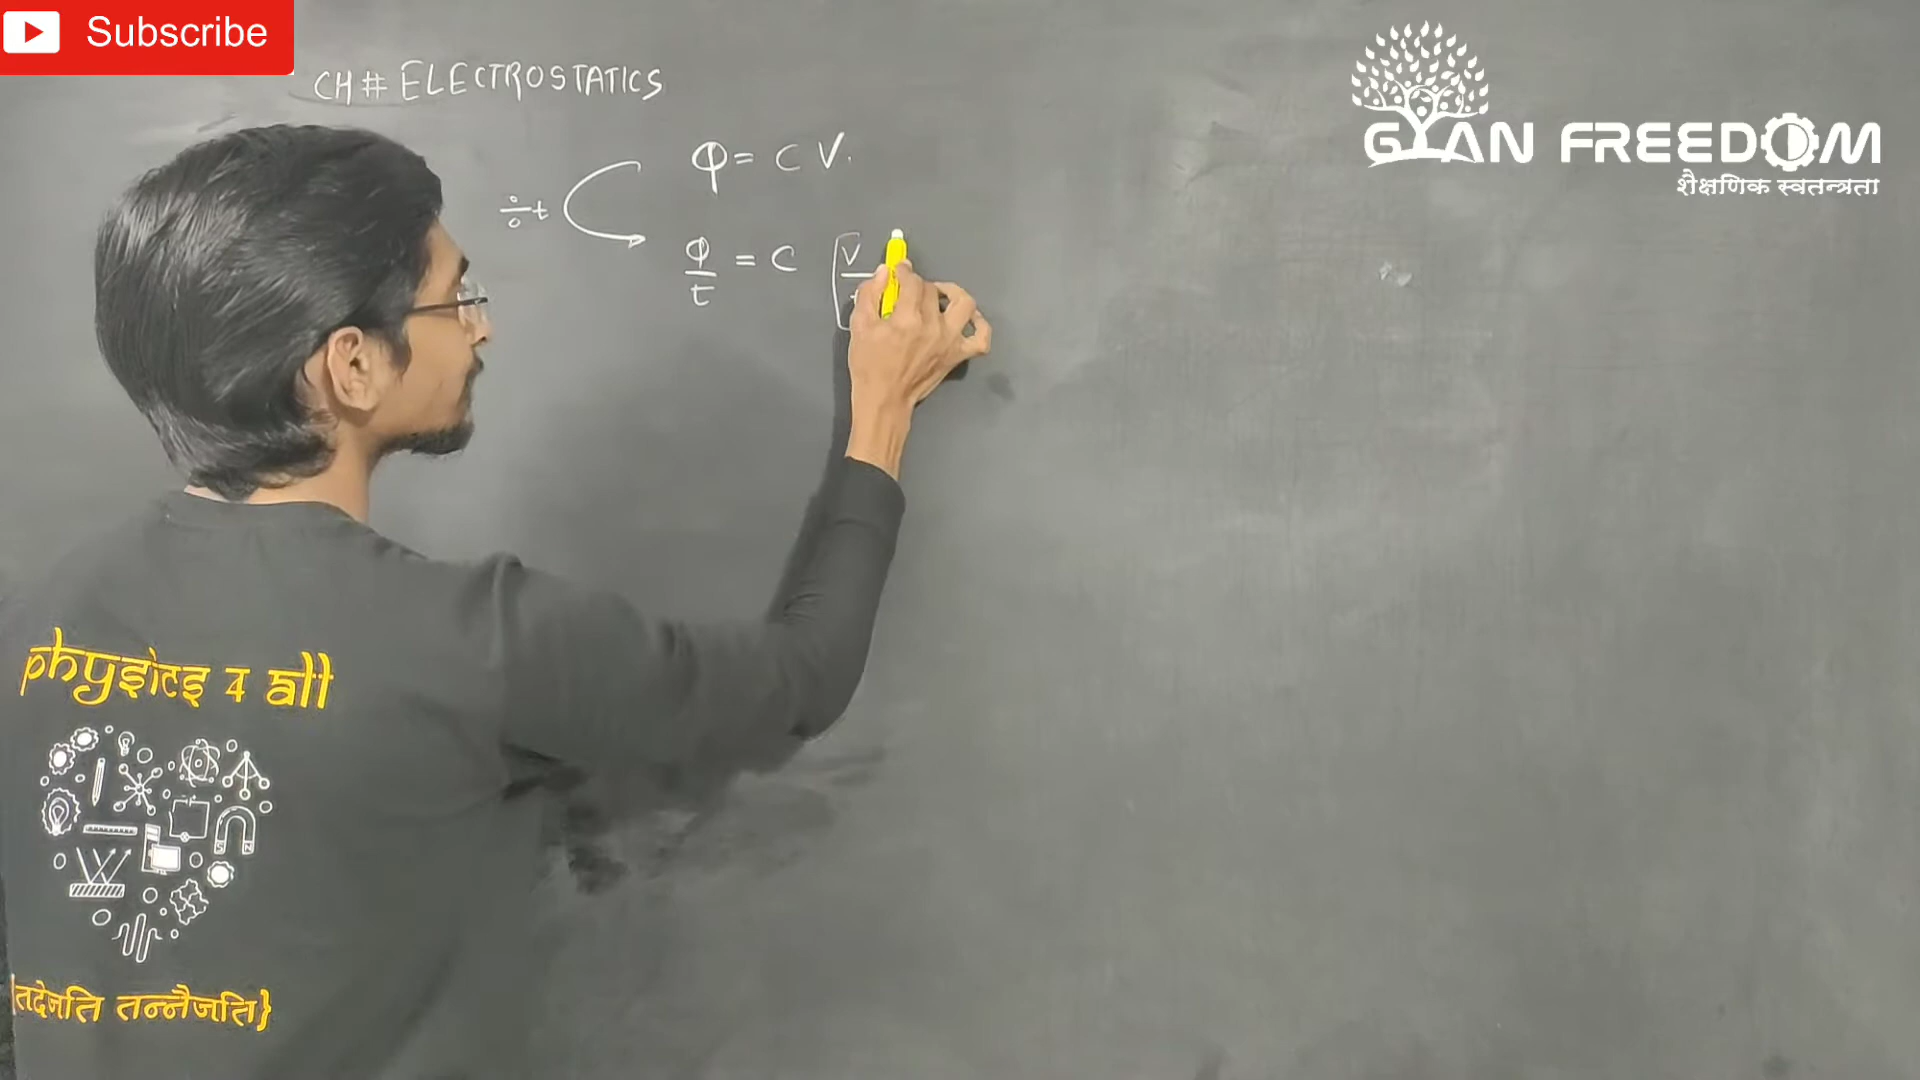 Subscribe
CH # ELECTROSTATICS
GYAN FREEDOM
शैक्षणिक स्वतन्त्रता
φ = C V.
÷ t
φ/t = C [V/t
physics 4 all
{तदेजति तन्नैजति}